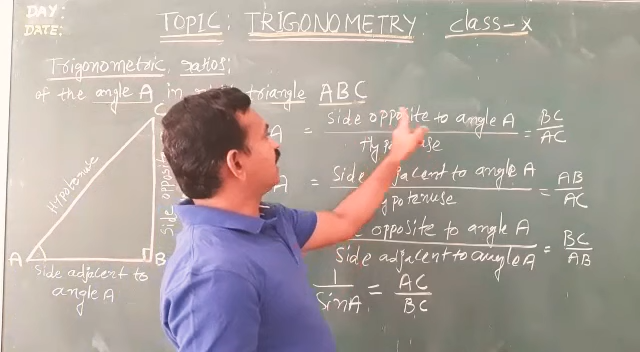 DAY:
DATE:
TOPIC: TRIGONOMETRY: class-x
Trigonometric ratios:
of the angle A in triangle ABC
C
Hypotenuse
side opposite
A
B
side adjacent to
angle A
A = side opposite to angle A / Hypotenuse = BC/AC
A = side adjacent to angle A / hypotenuse = AB/AC
opposite to angle A / side adjacent to angle A = BC/AB
1/SinA = AC/BC